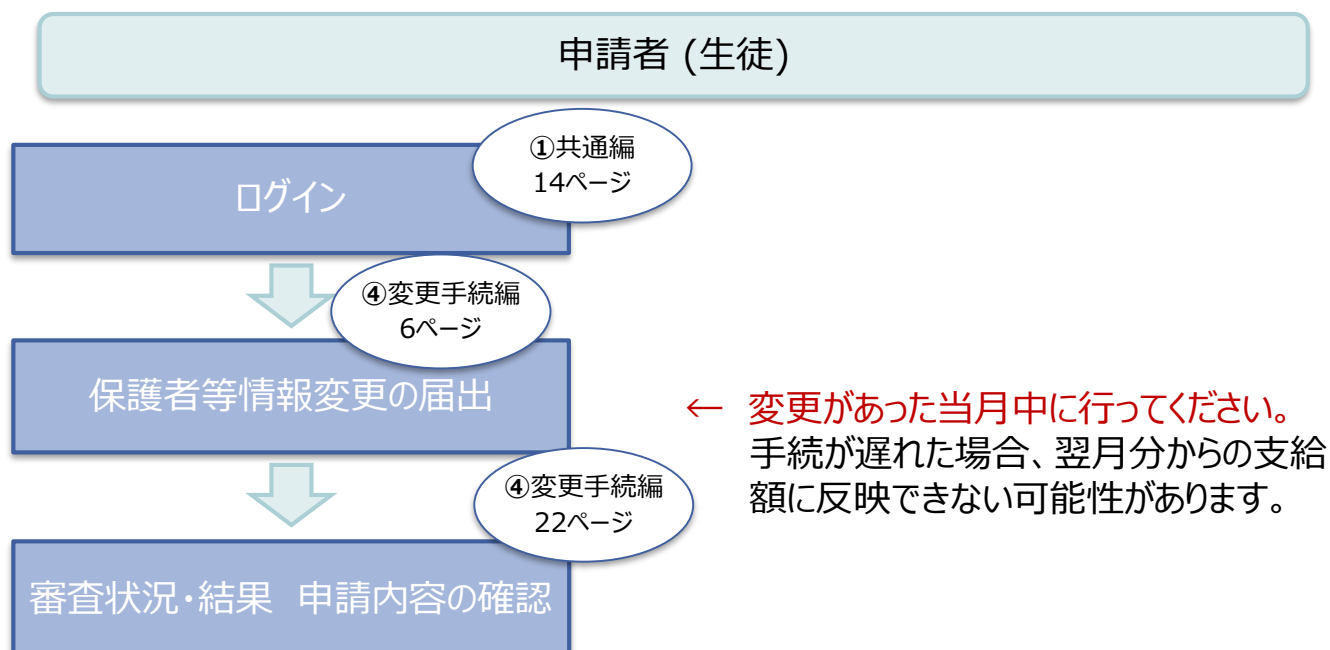 申請者 (生徒)
①共通編
14ページ
ログイン
④変更手続編
6ページ
保護者等情報変更の届出
← 変更があった当月中に行ってください。
手続が遅れた場合、翌月分からの支給
額に反映できない可能性があります。
④変更手続編
22ページ
審査状況・結果　申請内容の確認